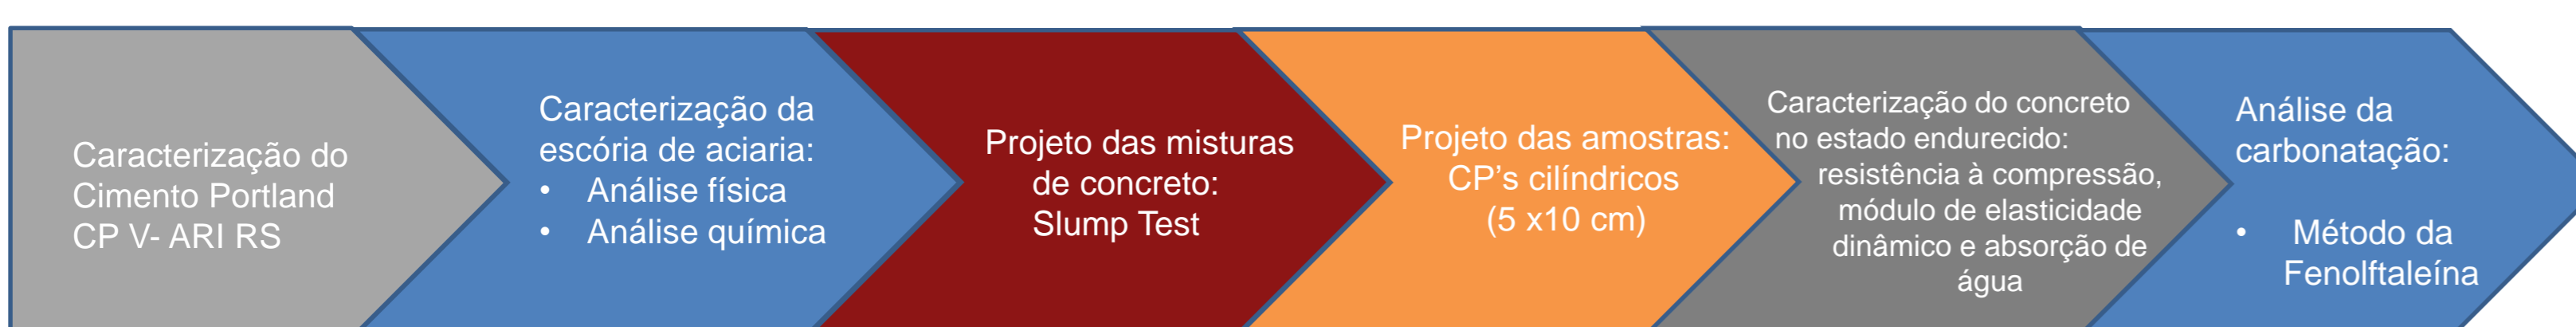 Caracterização do
Cimento Portland
CP V- ARI RS
Caracterização da
escória de aciaria:
• Análise física
• Análise química
Projeto das misturas
de concreto:
Slump Test
Projeto das amostras:
CP's cilíndricos
(5 x10 cm)
Caracterização do concreto
no estado endurecido:
resistência à compressão,
módulo de elasticidade
dinâmico e absorção de
água
Análise da
carbonatação:
• Método da
Fenolftaleína